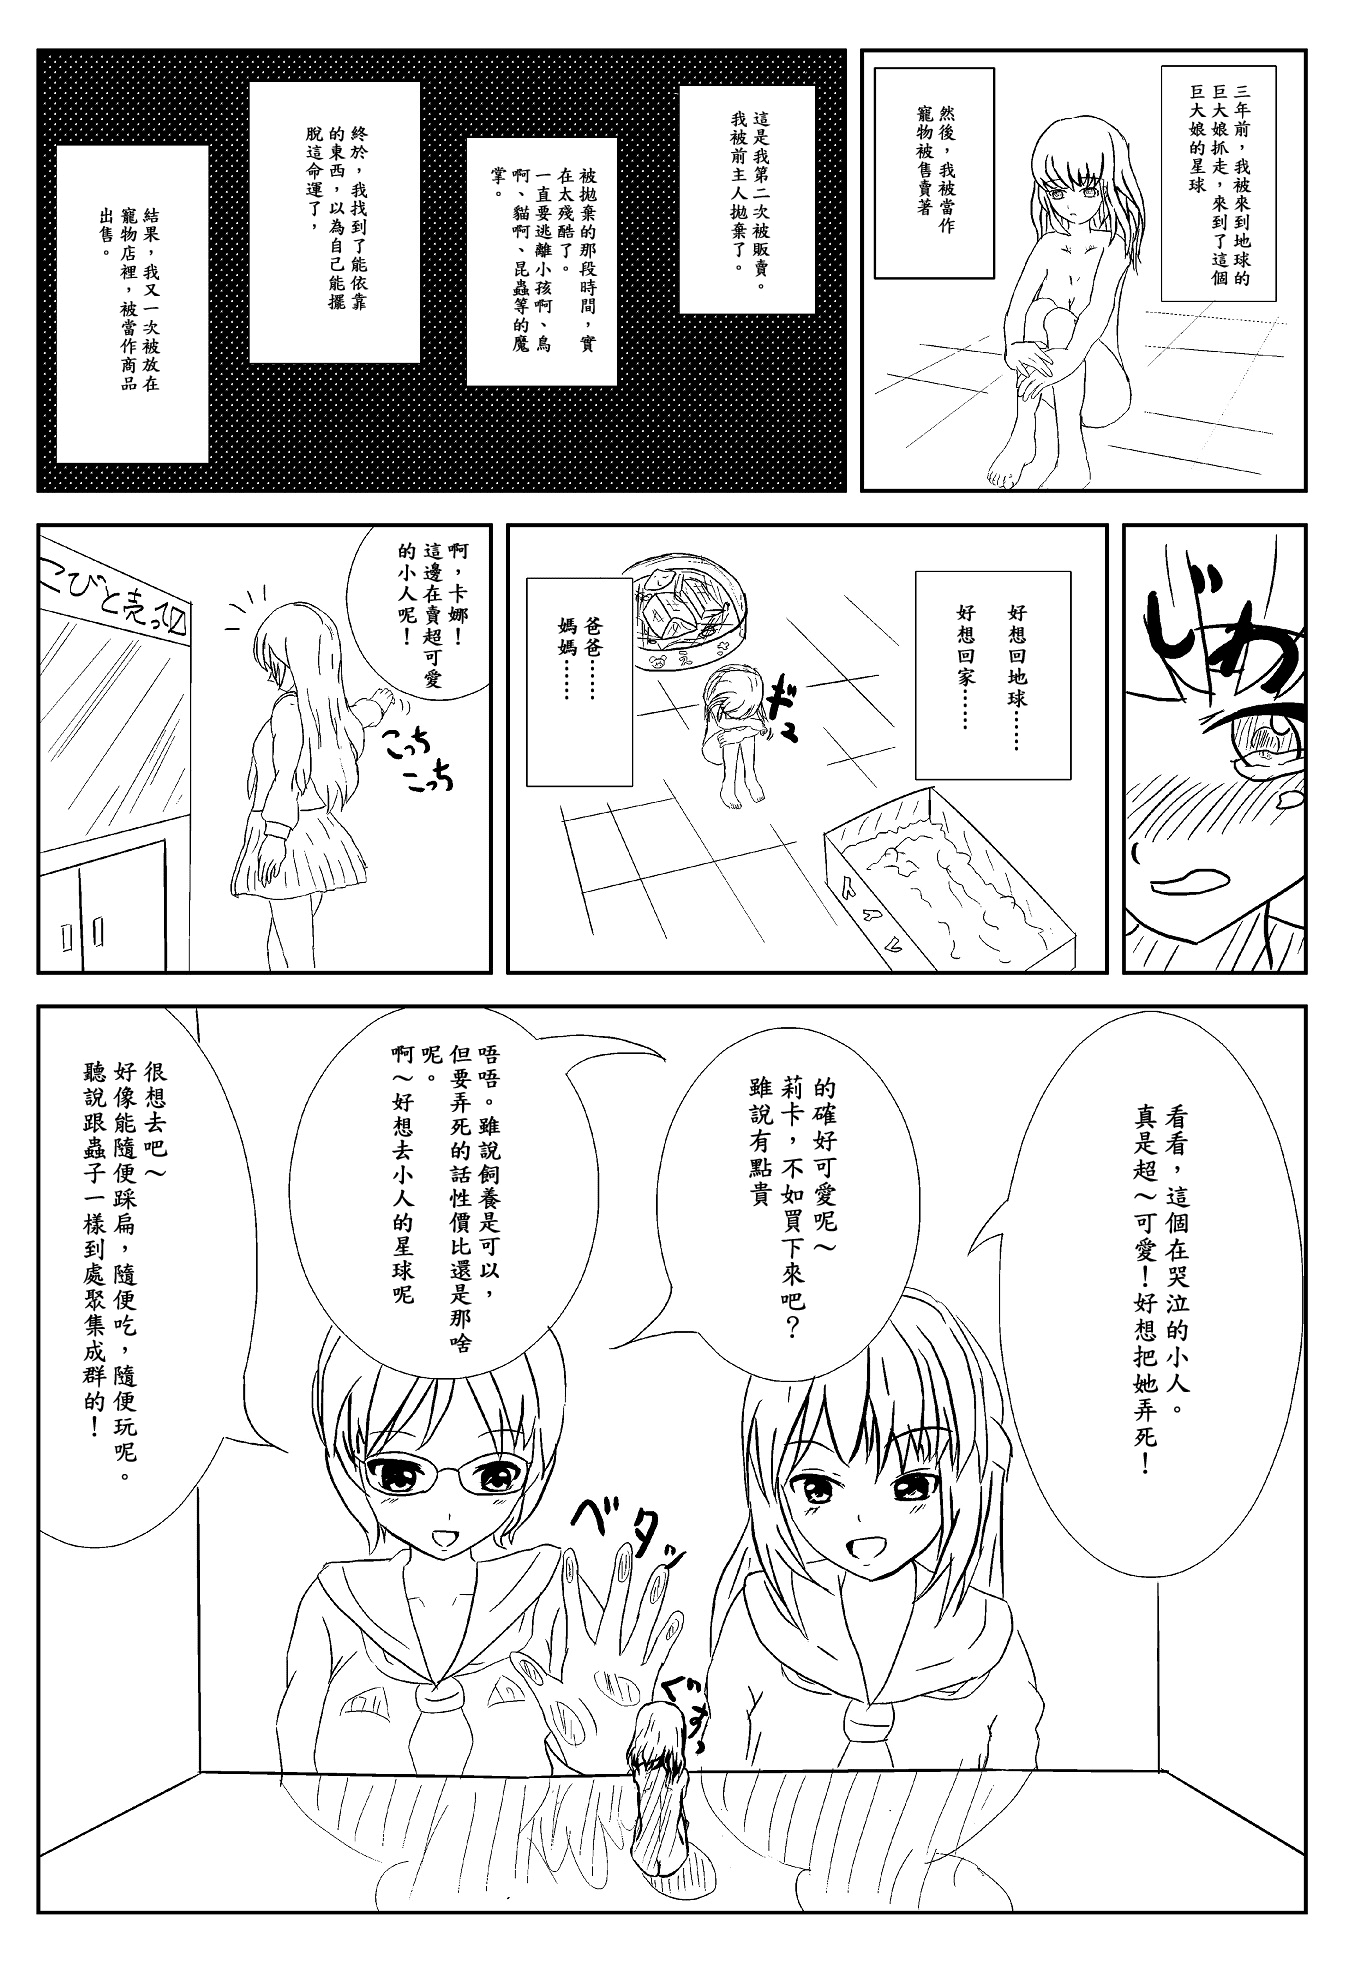 三年前，我被來到地球的
巨大娘抓走，來到了這個
巨大娘的星球
然後，我被當作
寵物被售賣著
這是我第二次被販賣。
我被前主人拋棄了。
被拋棄的那段時間，實
在太殘酷了。
一直要逃離小孩啊、鳥
啊、貓啊、昆蟲等的魔
掌。
終於，我找到了能依靠
的東西，以為自己能擺
脫這命運了，
結果，我又一次被放在
寵物店裡，被當作商品
出售。
じわ
好想回地球……
好想回家……
トイレ
えさ
爸爸……
媽媽……
啊，卡娜！
這邊在賣超可愛
的小人呢！
こっち
こっち
看看，這個在哭泣的小人。
真是超～可愛！好想把她弄死！
的確好可愛呢～
莉卡，不如買下來吧？
雖說有點貴
唔唔。雖說飼養是可以，
但要弄死的話性價比還是那啥
呢。
啊～好想去小人的星球呢
很想去吧～
好像能隨便踩扁，隨便吃，隨便玩呢。
聽說跟蟲子一樣到處聚集成群的！
ベタッ
ぐすっ